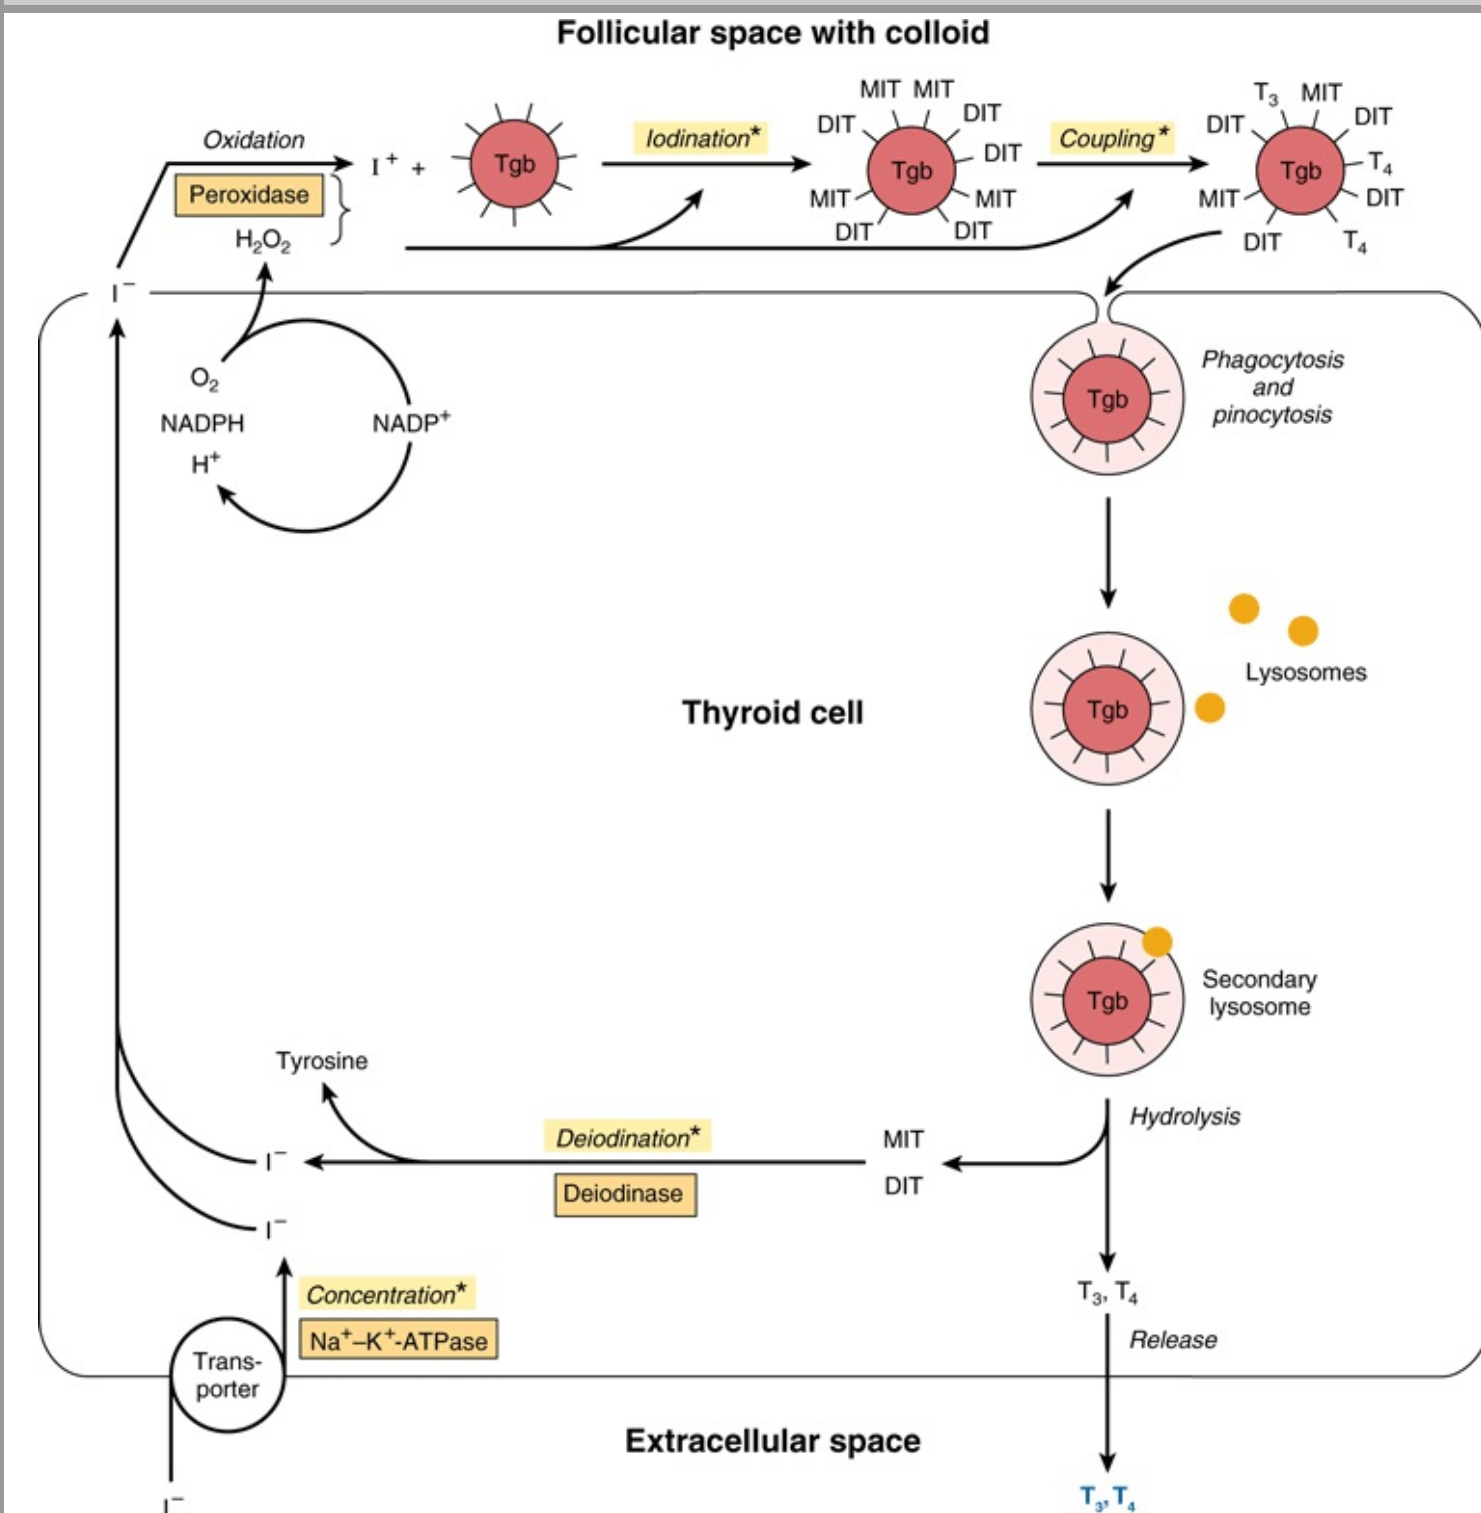 Follicular space with colloid
Oxidation
Peroxidase
H₂O₂
I⁺ +
Tgb
Iodination*
MIT MIT
DIT DIT
DIT
Tgb
MIT MIT
DIT DIT
Coupling*
T₃ MIT
DIT DIT
Tgb
T₄
MIT DIT
DIT T₄
I⁻
O₂
NADPH
H⁺
NADP⁺
Tgb
Phagocytosis
and
pinocytosis
Thyroid cell
Tgb
Lysosomes
Tgb
Secondary
lysosome
Hydrolysis
MIT
DIT
Deiodination*
Deiodinase
Tyrosine
I⁻
I⁻
Concentration*
Na⁺–K⁺-ATPase
Trans-
porter
T₃, T₄
Release
Extracellular space
I⁻
T₃, T₄